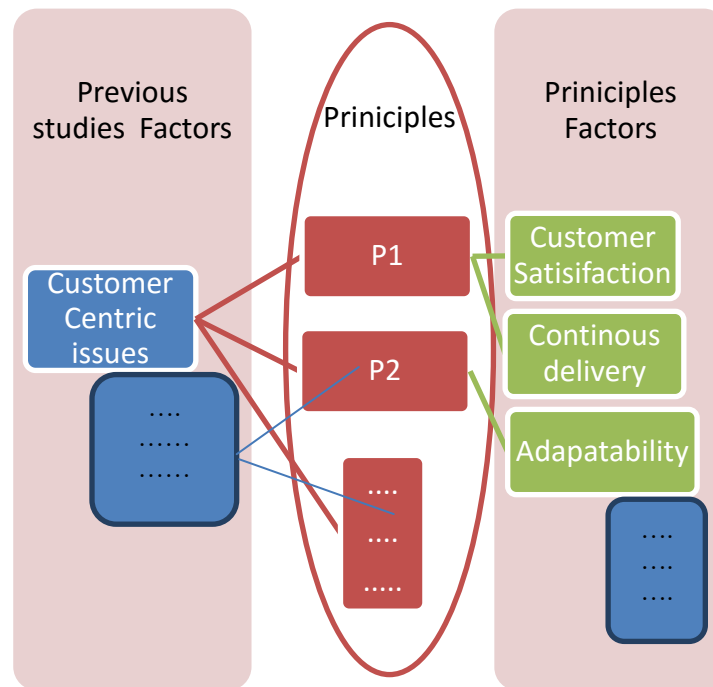 Previous
studies Factors
Customer
Centric
issues
....
......
......
Priniciples
P1
P2
....
....
.....
Priniciples
Factors
Customer
Satisifaction
Continous
delivery
Adapatability
....
....
....